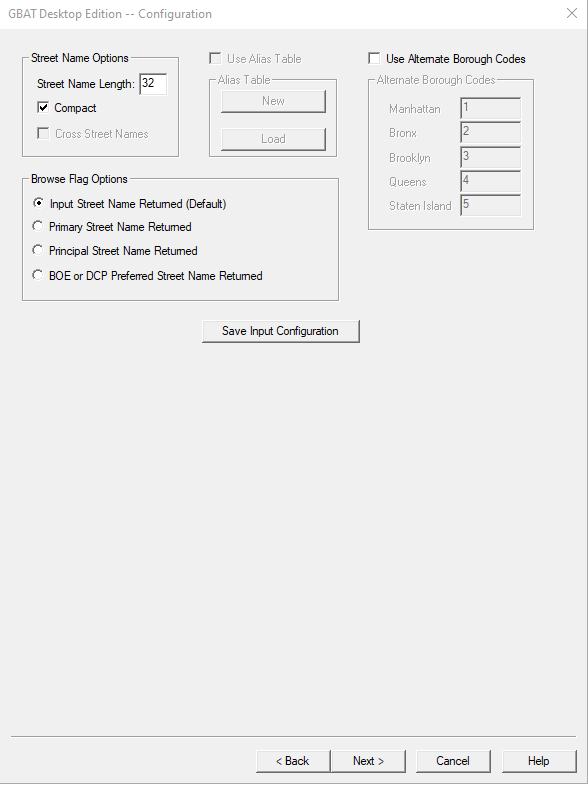 GBAT Desktop Edition -- Configuration
Street Name Options
Street Name Length: 32
Compact
Cross Street Names
Use Alias Table
Alias Table
New
Load
Use Alternate Borough Codes
Alternate Borough Codes
Manhattan 1
Bronx 2
Brooklyn 3
Queens 4
Staten Island 5
Browse Flag Options
Input Street Name Returned (Default)
Primary Street Name Returned
Principal Street Name Returned
BOE or DCP Preferred Street Name Returned
Save Input Configuration
< Back
Next >
Cancel
Help